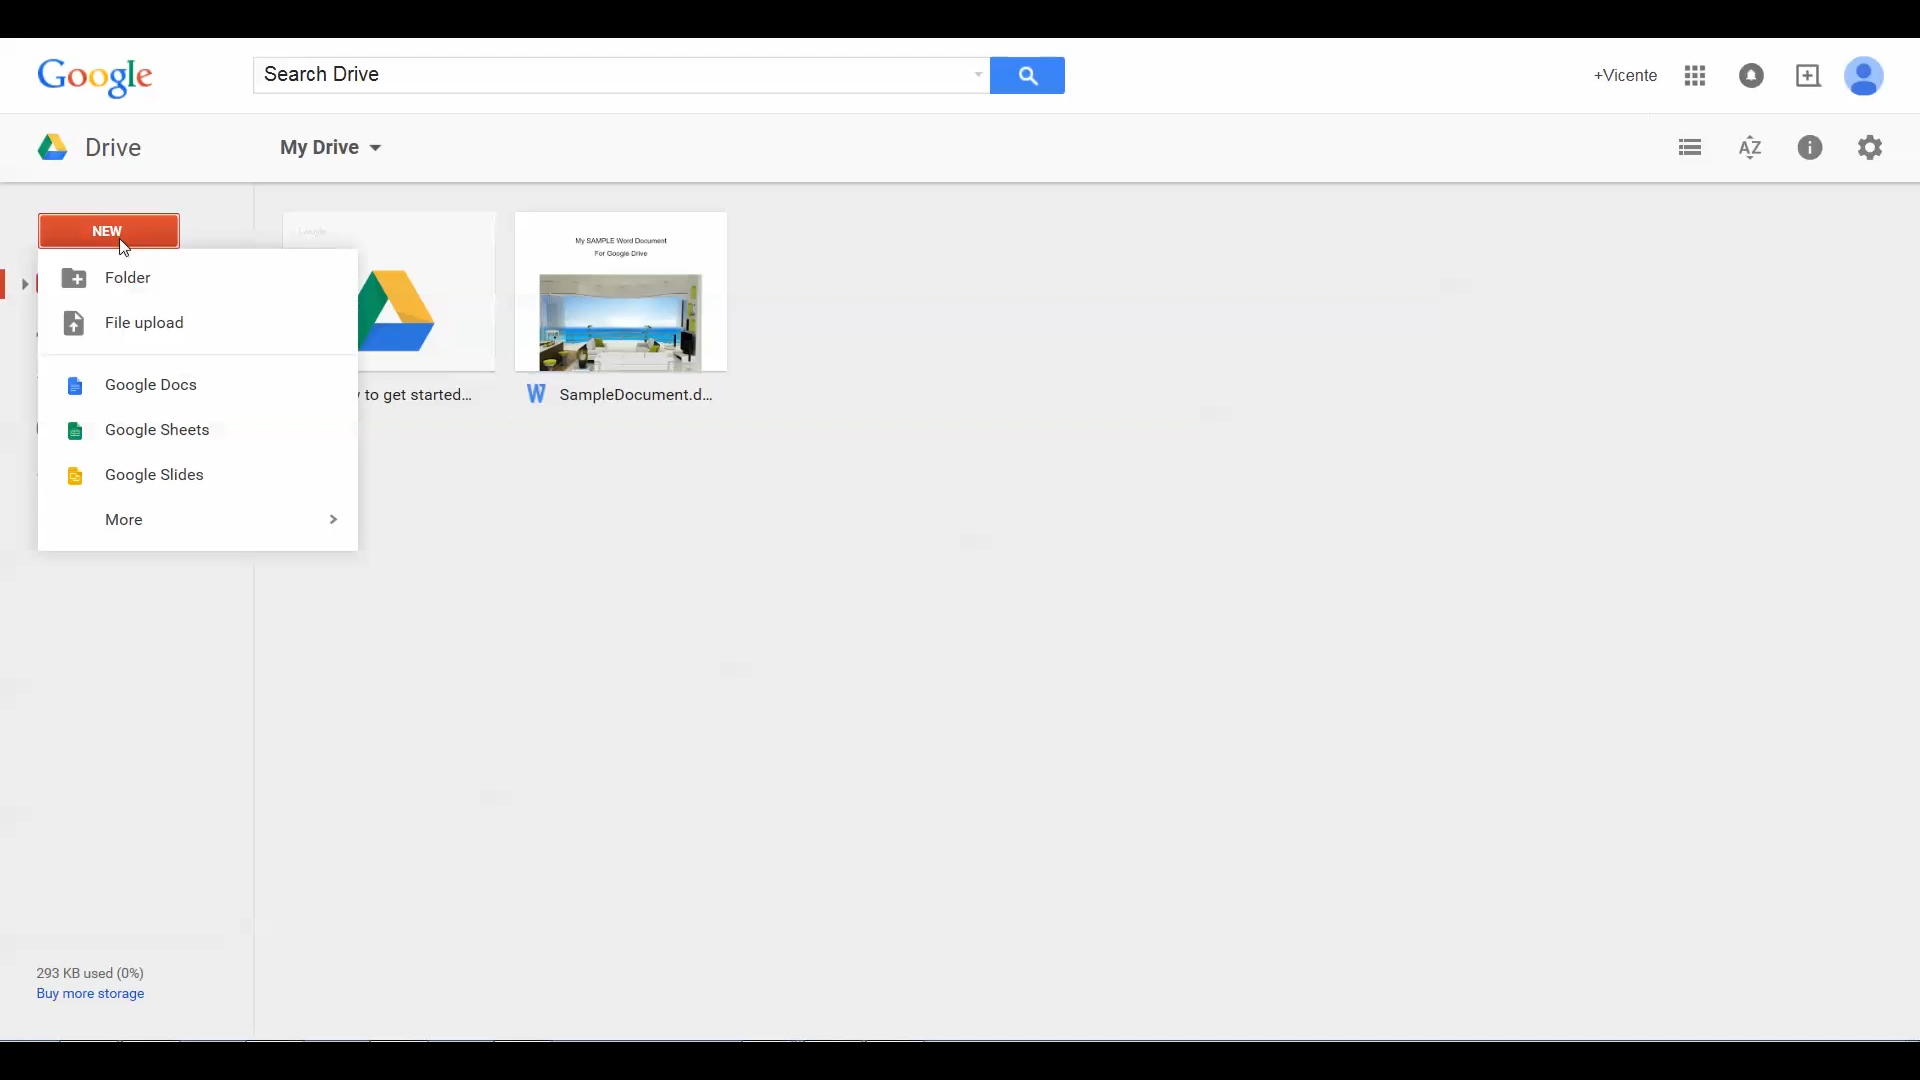 Google
Search Drive
+Vicente
Drive
My Drive
AZ
NEW
Folder
File upload
Google Docs
Google Sheets
Google Slides
More
Google
to get started...
My SAMPLE Word Document
For Google Drive
W SampleDocument.d...
293 KB used (0%)
Buy more storage